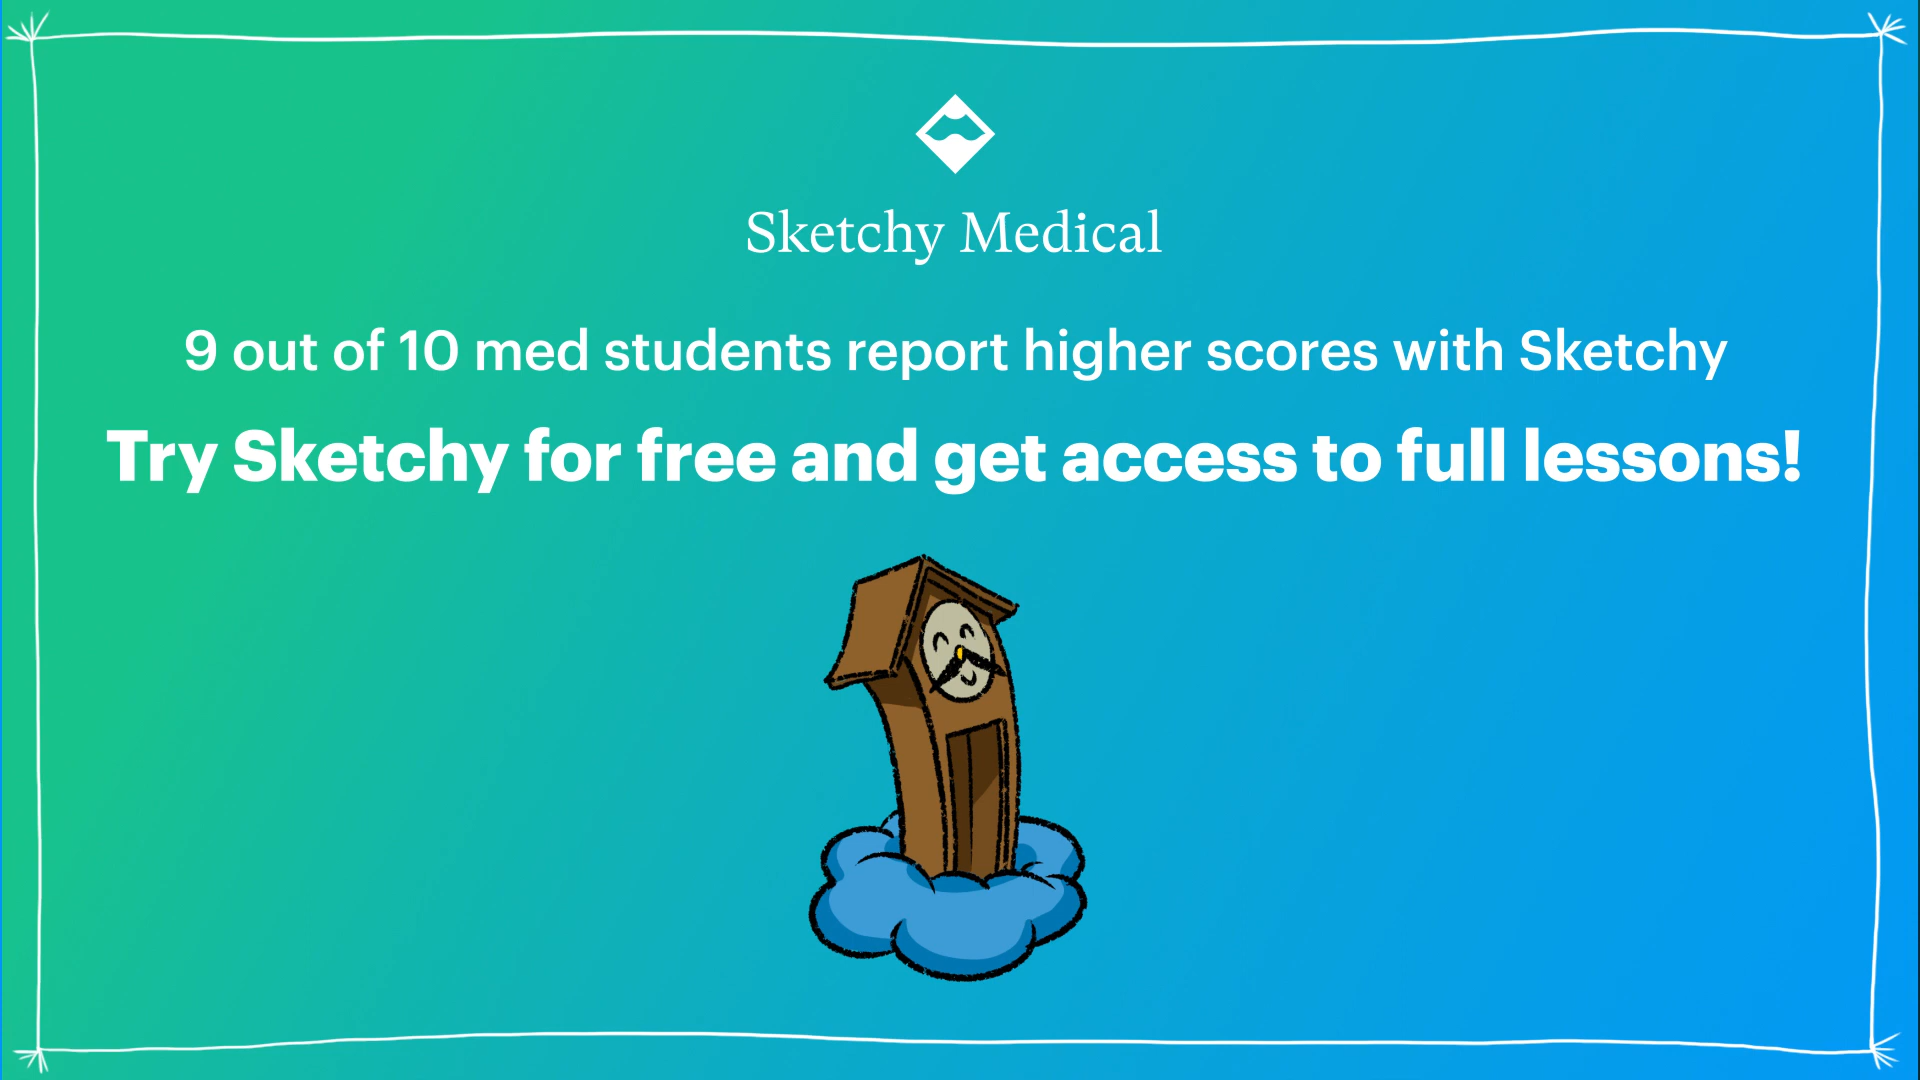 Sketchy Medical
9 out of 10 med students report higher scores with Sketchy
Try Sketchy for free and get access to full lessons!